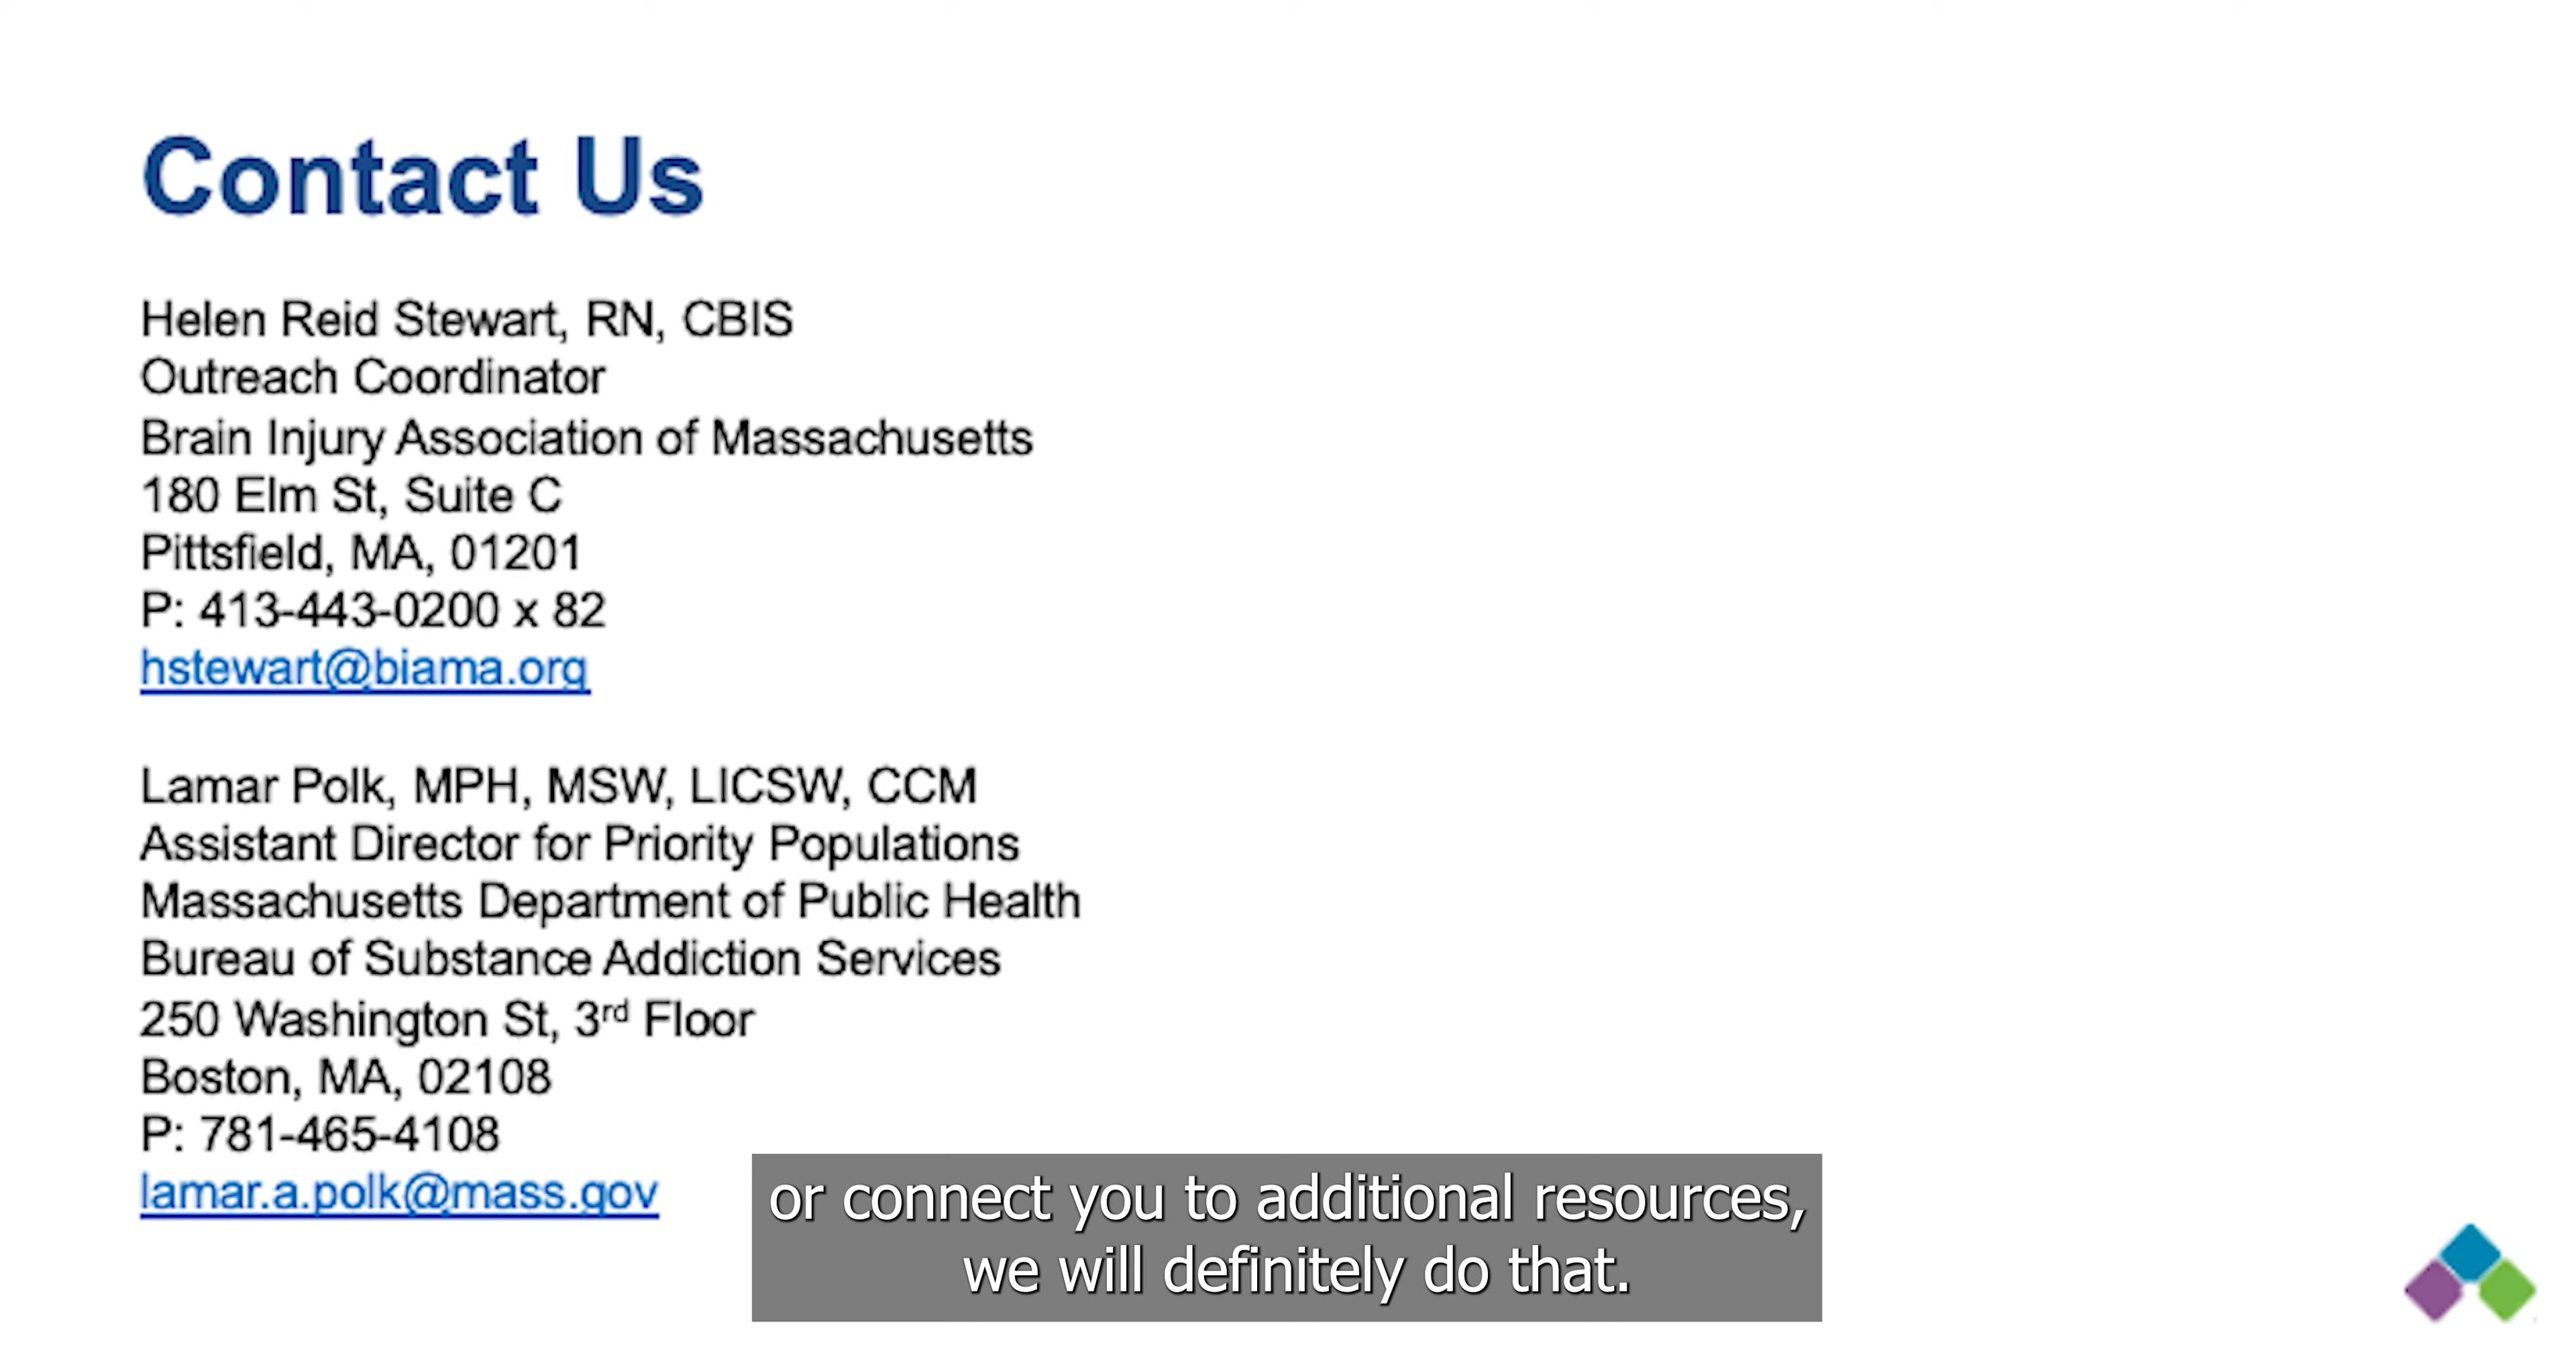 Contact Us
Helen Reid Stewart, RN, CBIS
Outreach Coordinator
Brain Injury Association of Massachusetts
180 Elm St, Suite C
Pittsfield, MA, 01201
P: 413-443-0200 x 82
hstewart@biama.org
Lamar Polk, MPH, MSW, LICSW, CCM
Assistant Director for Priority Populations
Massachusetts Department of Public Health
Bureau of Substance Addiction Services
250 Washington St, 3rd Floor
Boston, MA, 02108
P: 781-465-4108
lamar.a.polk@mass.gov
or connect you to additional resources,
we will definitely do that.